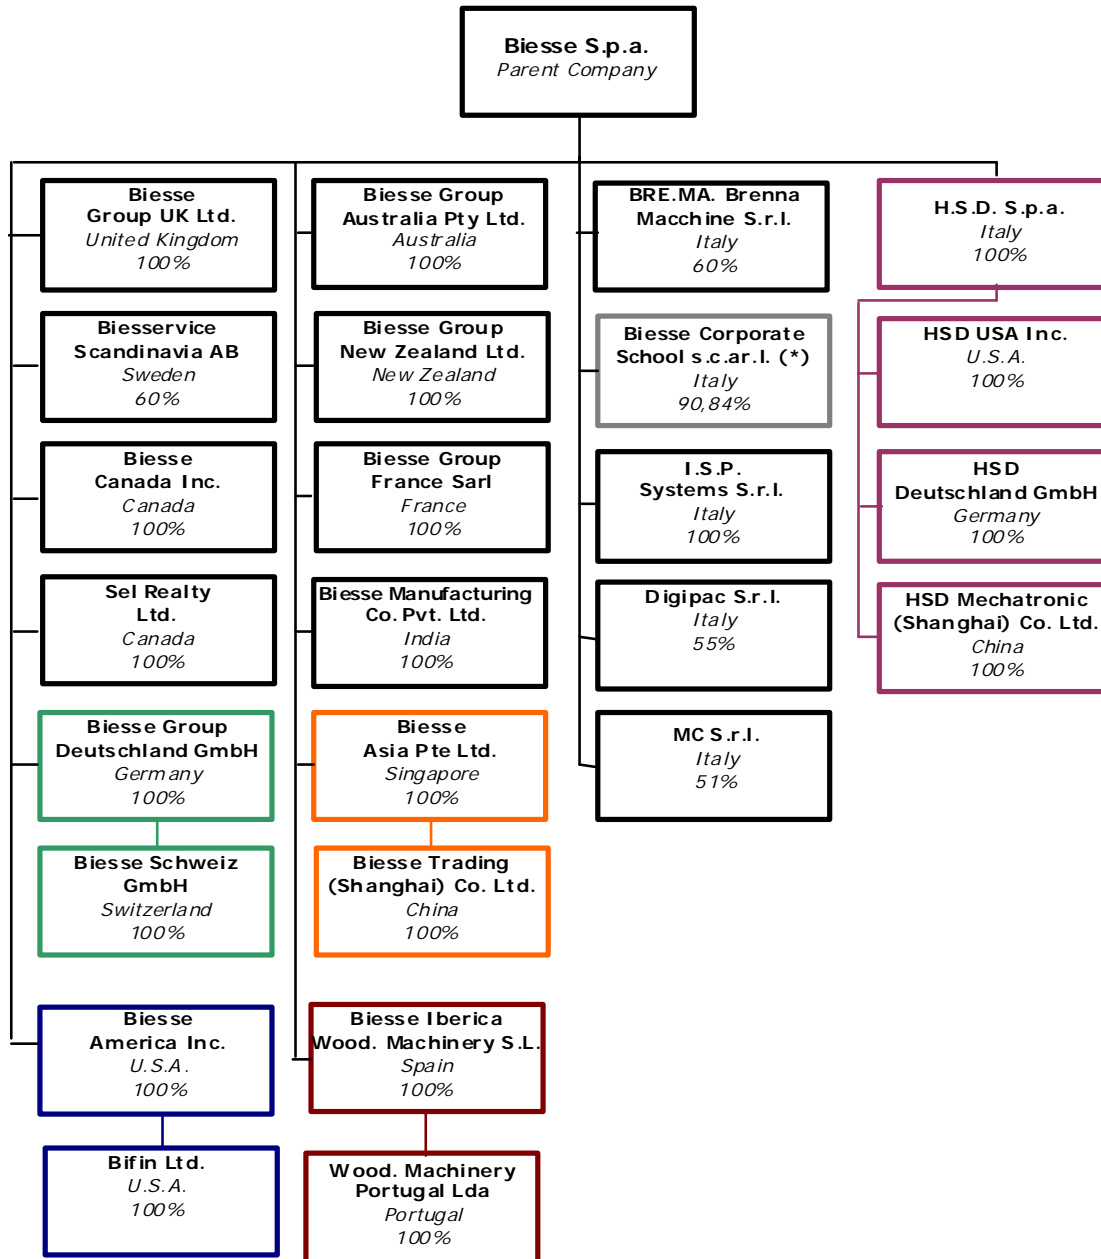 Biesse S.p.a.
Parent Company
Biesse
Group UK Ltd.
United Kingdom
100%
Biesse Group
Australia Pty Ltd.
Australia
100%
BRE.MA. Brenna
Macchine S.r.l.
Italy
60%
H.S.D. S.p.a.
Italy
100%
Biesservice
Scandinavia AB
Sweden
60%
Biesse Group
New Zealand Ltd.
New Zealand
100%
Biesse Corporate
School s.c.ar.l. (*)
Italy
90,84%
HSD USA Inc.
U.S.A.
100%
Biesse
Canada Inc.
Canada
100%
Biesse Group
France Sarl
France
100%
I.S.P.
Systems S.r.l.
Italy
100%
HSD
Deutschland GmbH
Germany
100%
Sel Realty
Ltd.
Canada
100%
Biesse Manufacturing
Co. Pvt. Ltd.
India
100%
Digipac S.r.l.
Italy
55%
HSD Mechatronic
(Shanghai) Co. Ltd.
China
100%
Biesse Group
Deutschland GmbH
Germany
100%
Biesse
Asia Pte Ltd.
Singapore
100%
MC S.r.l.
Italy
51%
Biesse Schweiz
GmbH
Switzerland
100%
Biesse Trading
(Shanghai) Co. Ltd.
China
100%
Biesse
America Inc.
U.S.A.
100%
Biesse Iberica
Wood. Machinery S.L.
Spain
100%
Bifin Ltd.
U.S.A.
100%
Wood. Machinery
Portugal Lda
Portugal
100%